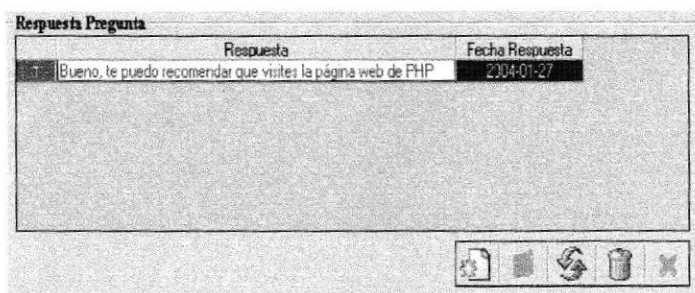 Respuesta Pregunta
Respuesta Fecha Respuesta
1 Bueno, te puedo recomendar que visites la página web de PHP 2004-01-27